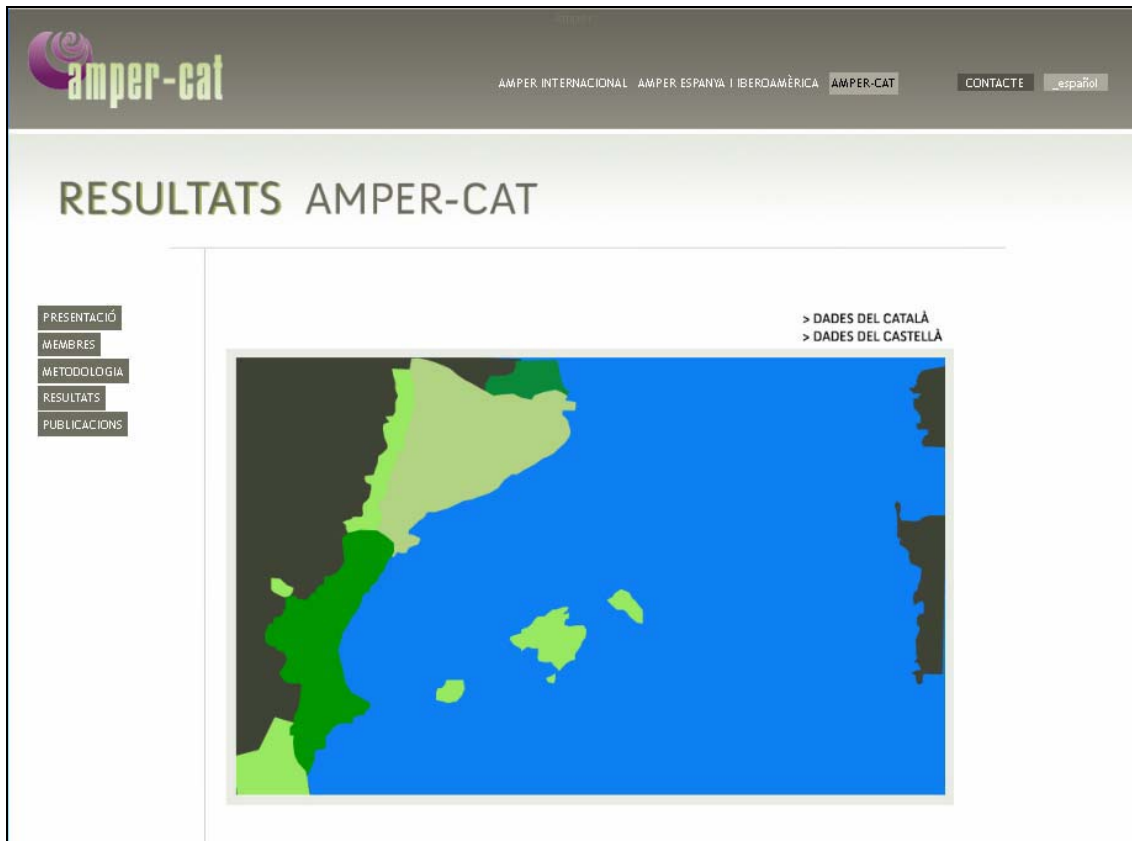 amper-cat
AMPER INTERNACIONAL AMPER ESPANYA I IBEROAMÈRICA AMPER-CAT CONTACTE _español
RESULTATS AMPER-CAT
PRESENTACIÓ
MEMBRES
METODOLOGIA
RESULTATS
PUBLICACIONS
> DADES DEL CATALÀ
> DADES DEL CASTELLÀ